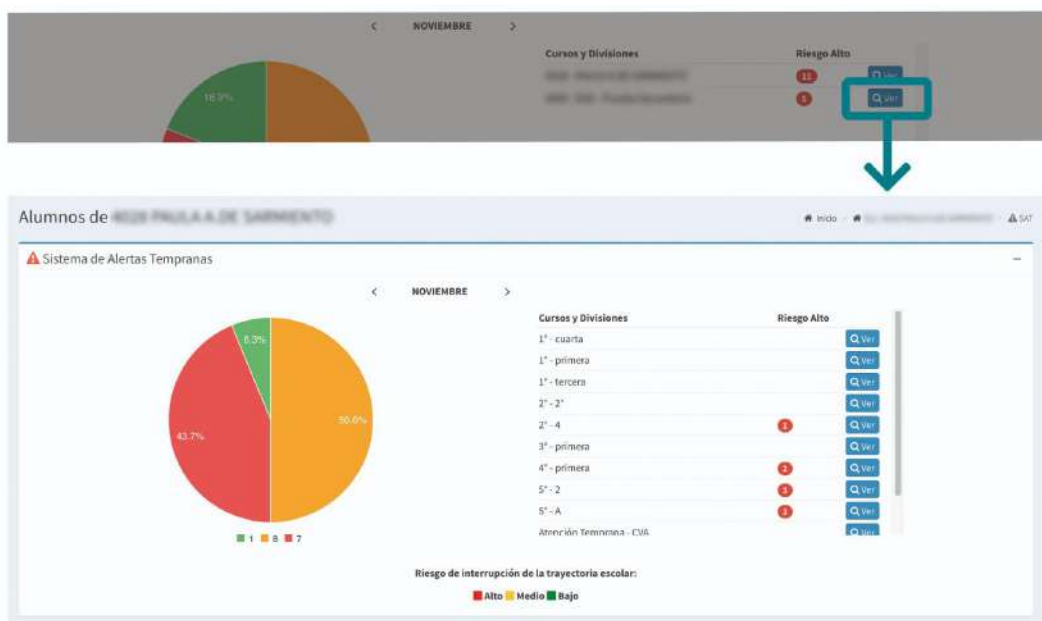 < NOVIEMBRE >
Cursos y Divisiones Riesgo Alto
11 Ver
Ver
18.9%
Alumnos de
Inicio SAT
Sistema de Alertas Tempranas −
< NOVIEMBRE >
Cursos y Divisiones Riesgo Alto
1° - cuarta Ver
1° - primera Ver
1° - tercera Ver
2° - 2° Ver
2° - 4 1 Ver
3° - primera Ver
4° - primera Ver
5° - 2 Ver
5° - A Ver
Atención Temprana - CVA Ver
6.3%
50.0%
43.7%
1 8 7
Riesgo de interrupción de la trayectoria escolar:
Alto Medio Bajo